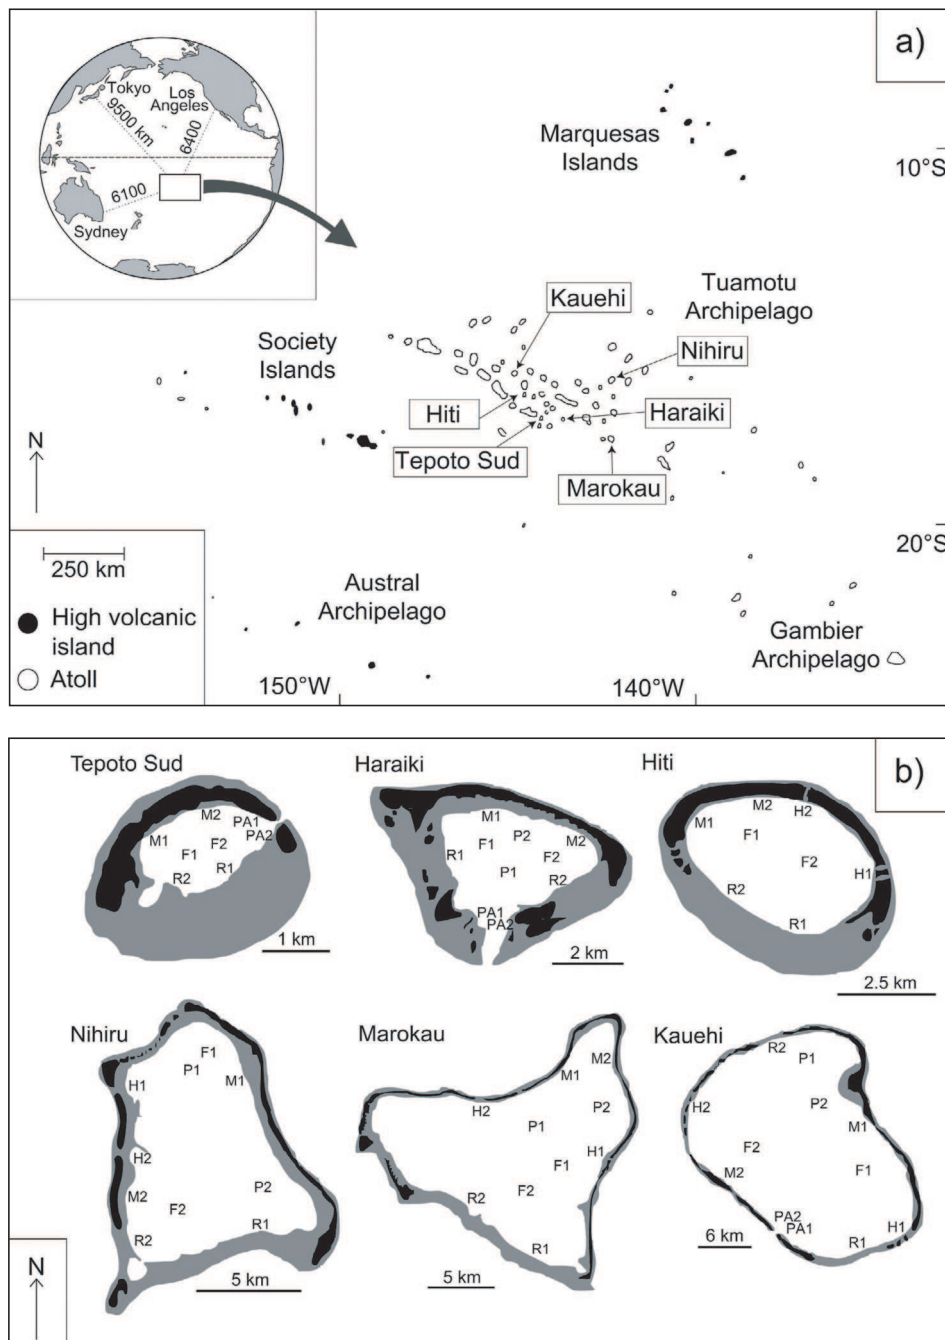 a)
Tokyo
Los
Angeles
9500 km
6400
6100
Sydney
Marquesas
Islands
10°S
Tuamotu
Archipelago
Kauehi
Nihiru
Society
Islands
Hiti
Haraiki
Tepoto Sud
Marokau
N
20°S
250 km
High volcanic
island
Atoll
Austral
Archipelago
Gambier
Archipelago
150°W
140°W
b)
Tepoto Sud
M1
M2
PA1
PA2
F1
F2
R2
R1
1 km
Haraiki
M1
F1
P2
M2
R1
F2
P1
R2
PA1
PA2
2 km
Hiti
M1
M2
H2
F1
F2
H1
R2
R1
2.5 km
Nihiru
F1
P1
M1
H1
H2
M2
P2
F2
R1
R2
5 km
Marokau
M2
M1
H2
P2
P1
H1
F1
R2
F2
R1
5 km
Kauehi
R2
P1
H2
P2
M1
F2
M2
F1
PA2
PA1
H1
R1
6 km
N